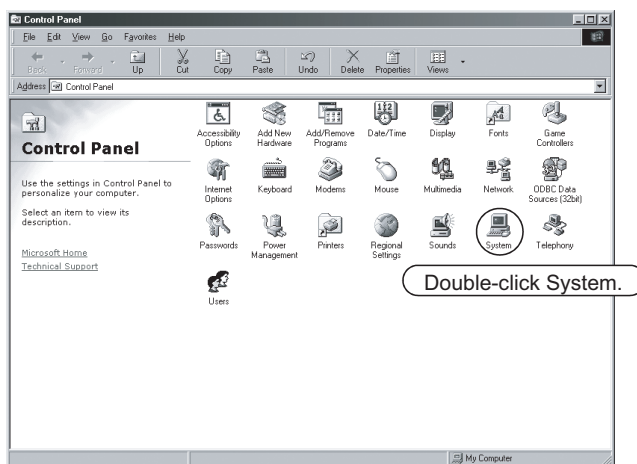 Control Panel
File Edit View Go Favorites Help
Back Forward Up Cut Copy Paste Undo Delete Properties Views
Address Control Panel
Control Panel
Use the settings in Control Panel to
personalize your computer.
Select an item to view its
description.
Microsoft Home
Technical Support
Accessibility Options
Add New Hardware
Add/Remove Programs
Date/Time
Display
Fonts
Game Controllers
Internet Options
Keyboard
Modems
Mouse
Multimedia
Network
ODBC Data Sources (32bit)
Passwords
Power Management
Printers
Regional Settings
Sounds
System
Telephony
Double-click System.
Users
My Computer